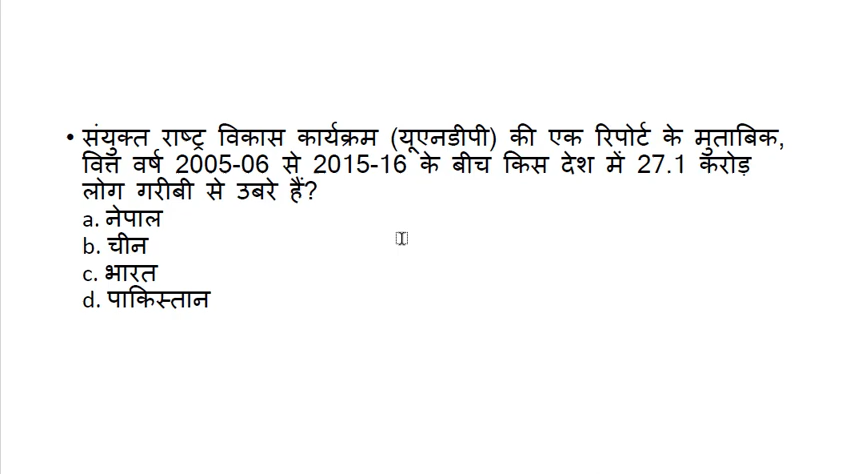 • संयुक्त राष्ट्र विकास कार्यक्रम (यूएनडीपी) की एक रिपोर्ट के मुताबिक,
वित्त वर्ष 2005-06 से 2015-16 के बीच किस देश में 27.1 करोड़
लोग गरीबी से उबरे हैं?
a. नेपाल
b. चीन
c. भारत
d. पाकिस्तान